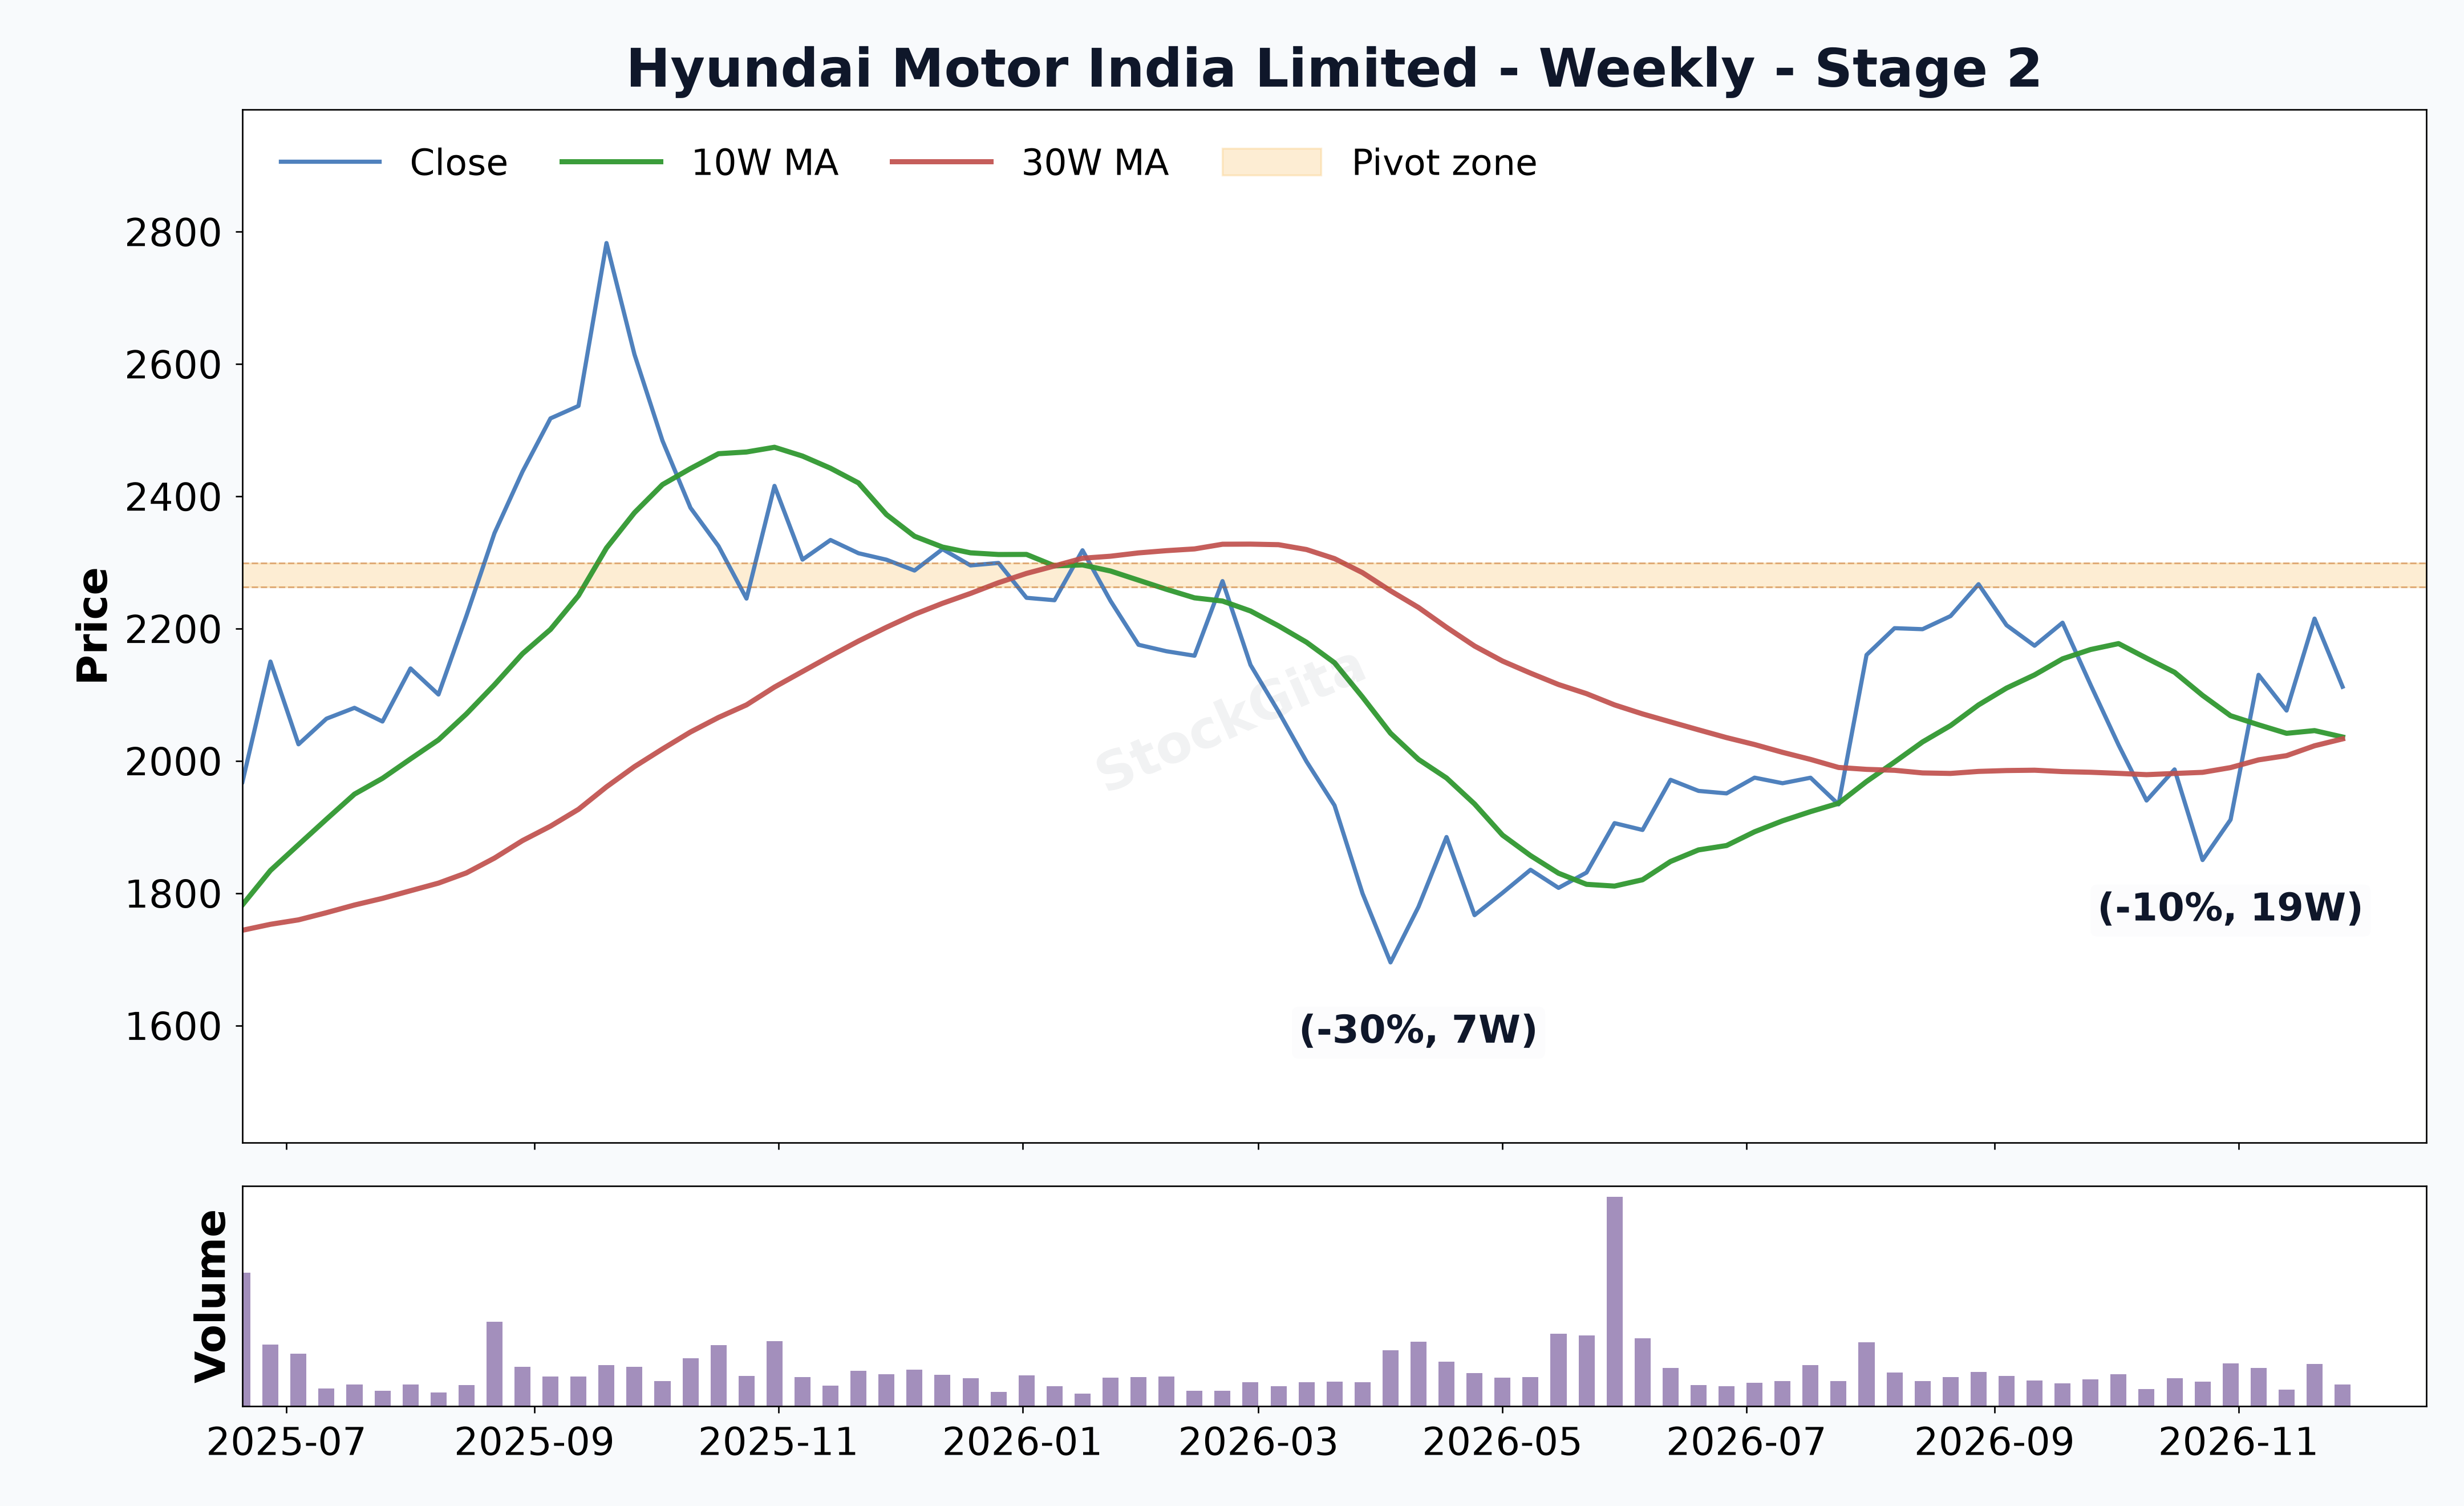 Hyundai Motor India Limited - Weekly - Stage 2
Close 10W MA 30W MA Pivot zone
Price
2800
2600
2400
2200
2000
1800
1600
StockGita
(-10%, 19W)
(-30%, 7W)
Volume
2025-07 2025-09 2025-11 2026-01 2026-03 2026-05 2026-07 2026-09 2026-11